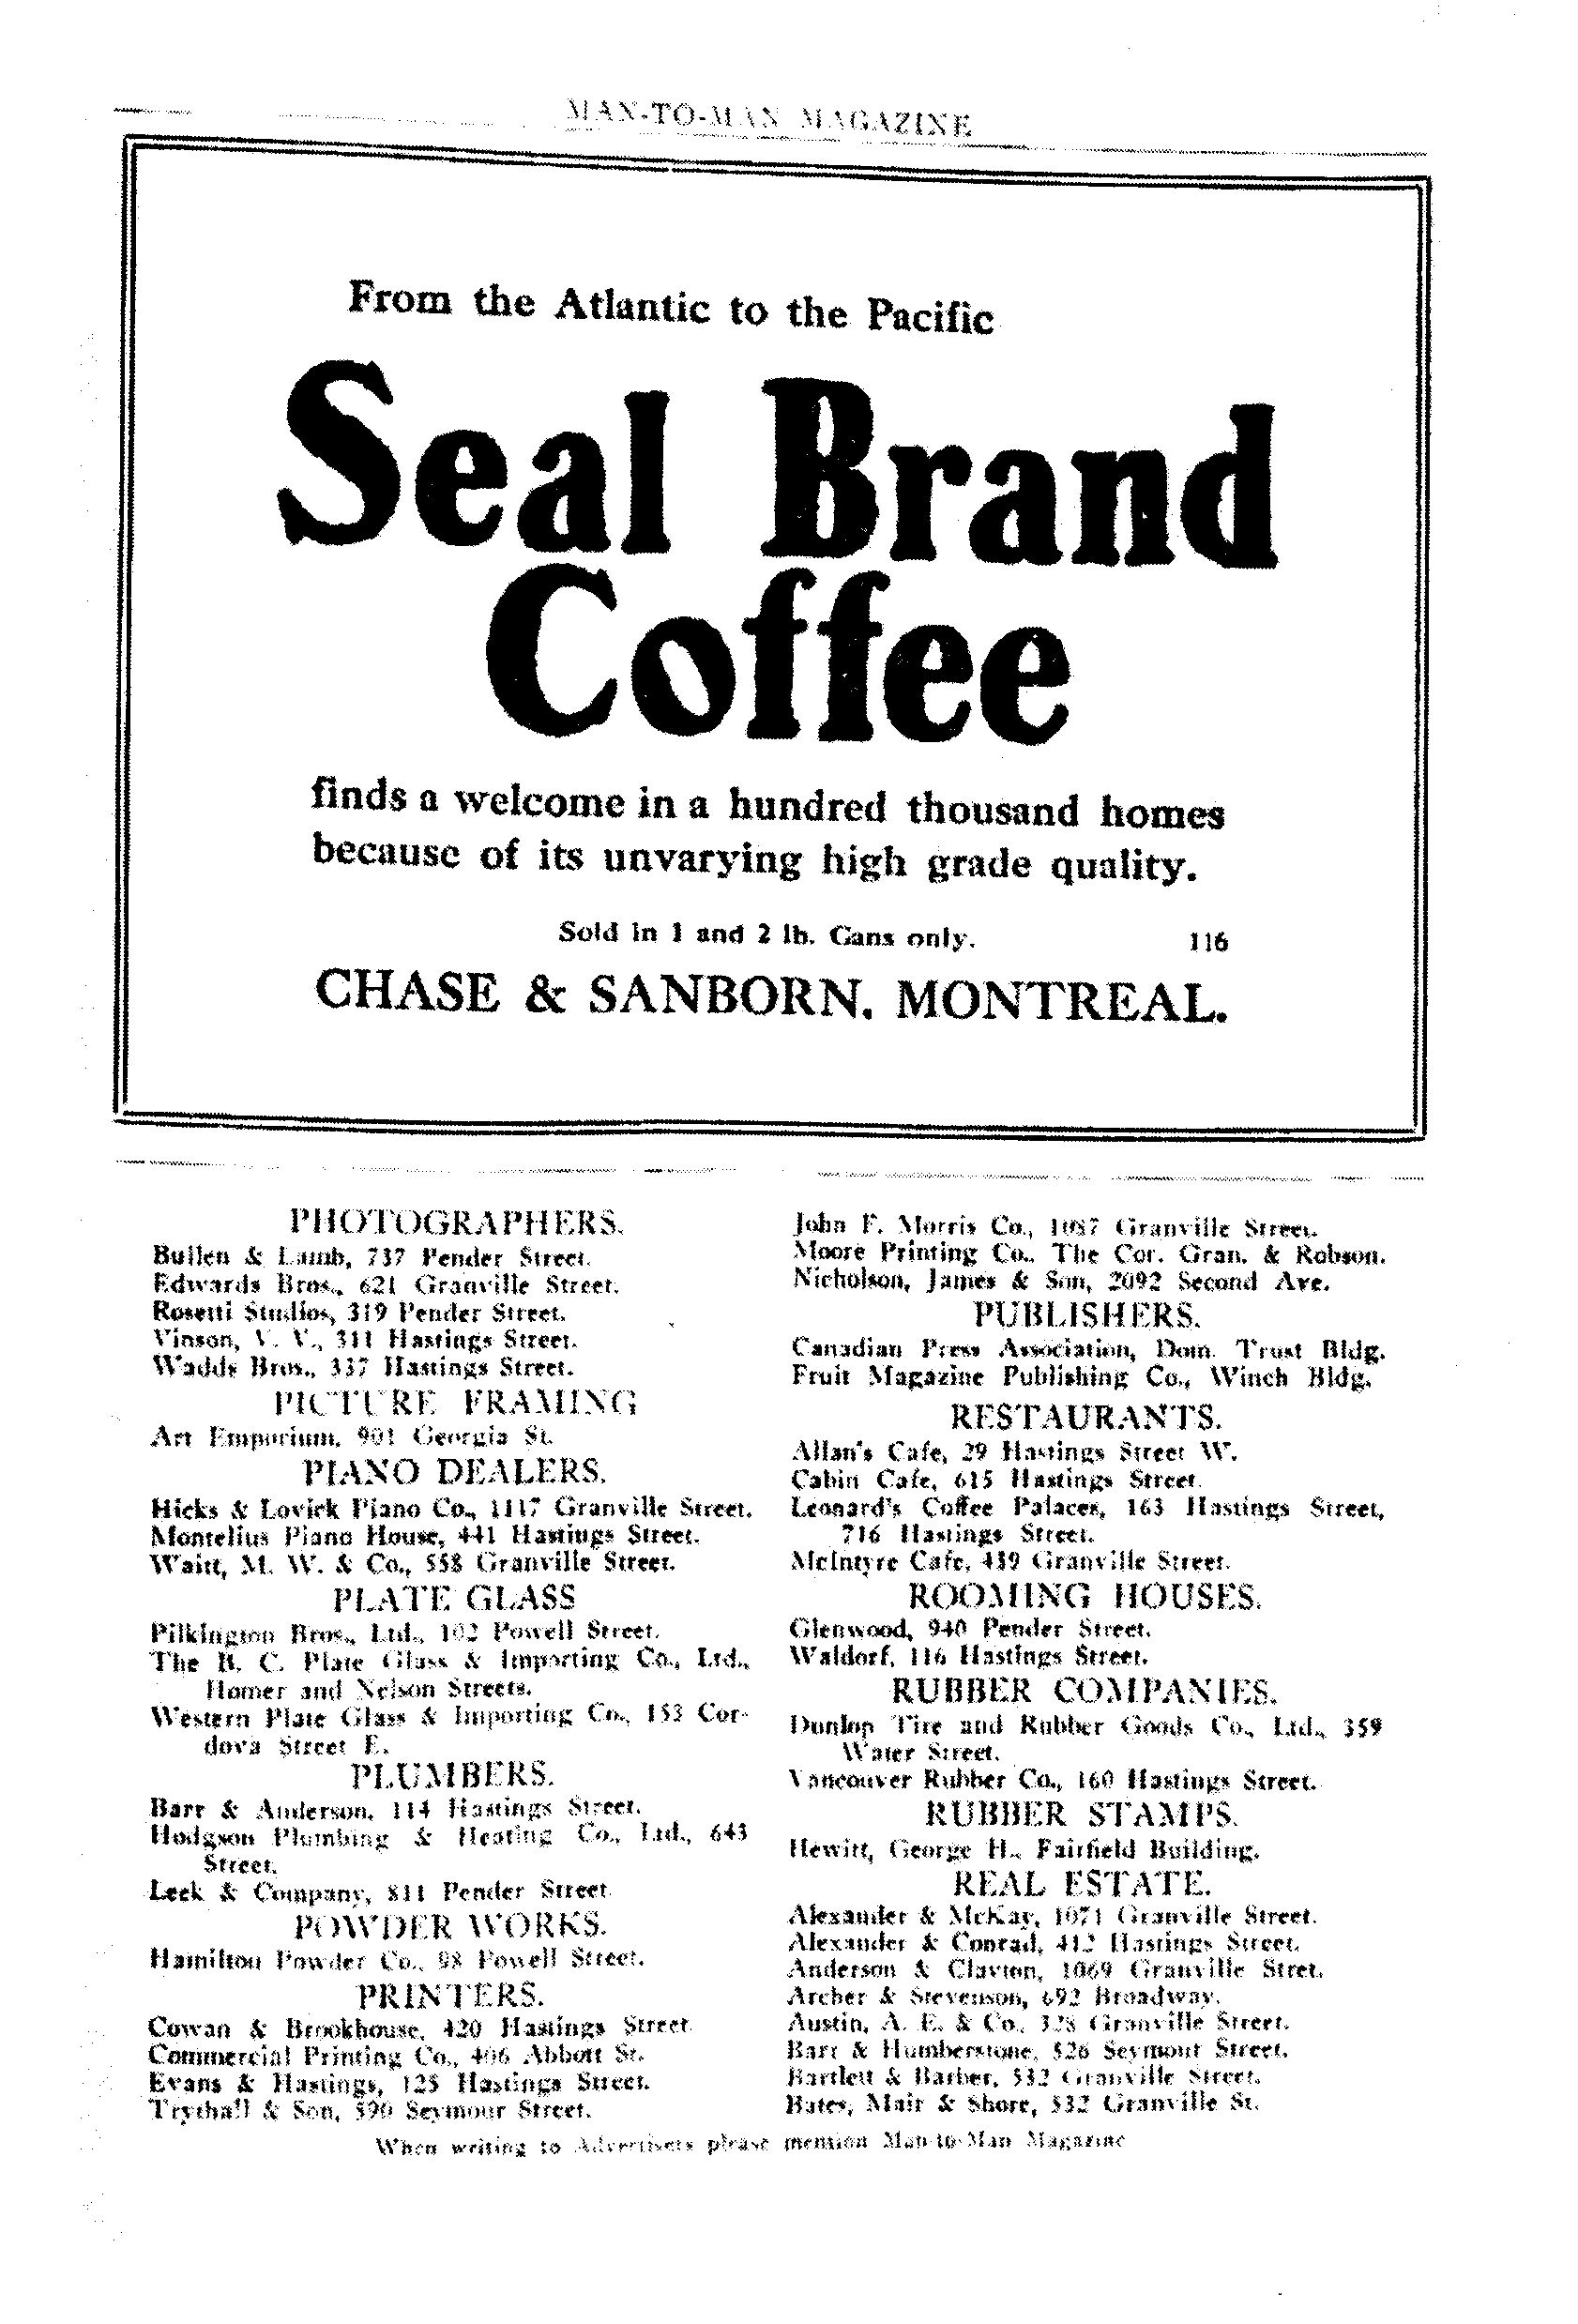 MAN-TO-MAN MAGAZINE
From the Atlantic to the Pacific
Seal Brand
Coffee
finds a welcome in a hundred thousand homes
because of its unvarying high grade quality.
Sold in 1 and 2 lb. Cans only. 116
CHASE & SANBORN, MONTREAL.
PHOTOGRAPHERS.
Bullen & Lamb, 737 Pender Street.
Edwards Bros., 621 Granville Street.
Rosetti Studios, 319 Pender Street.
Vinson, V. V., 311 Hastings Street.
Wadds Bros., 337 Hastings Street.
PICTURE FRAMING
Art Emporium, 901 Georgia St.
PIANO DEALERS.
Hicks & Lovick Piano Co., 1117 Granville Street.
Montelius Piano House, 441 Hastings Street.
Waitt, M. W. & Co., 558 Granville Street.
PLATE GLASS
Pilkington Bros., Ltd., 102 Powell Street.
The B. C. Plate Glass & Importing Co., Ltd.,
Homer and Nelson Streets.
Western Plate Glass & Importing Co., 153 Cor-
dova Street E.
PLUMBERS.
Barr & Anderson, 114 Hastings Street.
Hodgson Plumbing & Heating Co., Ltd., 643
Street.
Leek & Company, 811 Pender Street.
POWDER WORKS.
Hamilton Powder Co., 98 Powell Street.
PRINTERS.
Cowan & Brookhouse, 420 Hastings Street.
Commercial Printing Co., 406 Abbott St.
Evans & Hastings, 125 Hastings Street.
Trythall & Son, 590 Seymour Street.
John F. Morris Co., 1087 Granville Street.
Moore Printing Co., The Cor. Gran. & Robson.
Nicholson, James & Son, 2092 Second Ave.
PUBLISHERS.
Canadian Press Association, Dom. Trust Bldg.
Fruit Magazine Publishing Co., Winch Bldg.
RESTAURANTS.
Allan's Cafe, 29 Hastings Street W.
Cabin Cafe, 615 Hastings Street.
Leonard's Coffee Palaces, 163 Hastings Street,
716 Hastings Street.
McIntyre Cafe, 439 Granville Street.
ROOMING HOUSES.
Glenwood, 940 Pender Street.
Waldorf, 116 Hastings Street.
RUBBER COMPANIES.
Dunlop Tire and Rubber Goods Co., Ltd., 359
Water Street.
Vancouver Rubber Co., 160 Hastings Street.
RUBBER STAMPS.
Hewitt, George H., Fairfield Building.
REAL ESTATE.
Alexander & McKay, 1071 Granville Street.
Alexander & Conrad, 412 Hastings Street.
Anderson & Clayton, 1069 Granville Stret.
Archer & Stevenson, 692 Broadway.
Austin, A. E. & Co., 328 Granville Street.
Barr & Humberstone, 526 Seymour Street.
Bartlett & Barber, 532 Granville Street.
Bates, Mair & Shore, 532 Granville St.
When writing to Advertisers please mention Man-to-Man Magazine